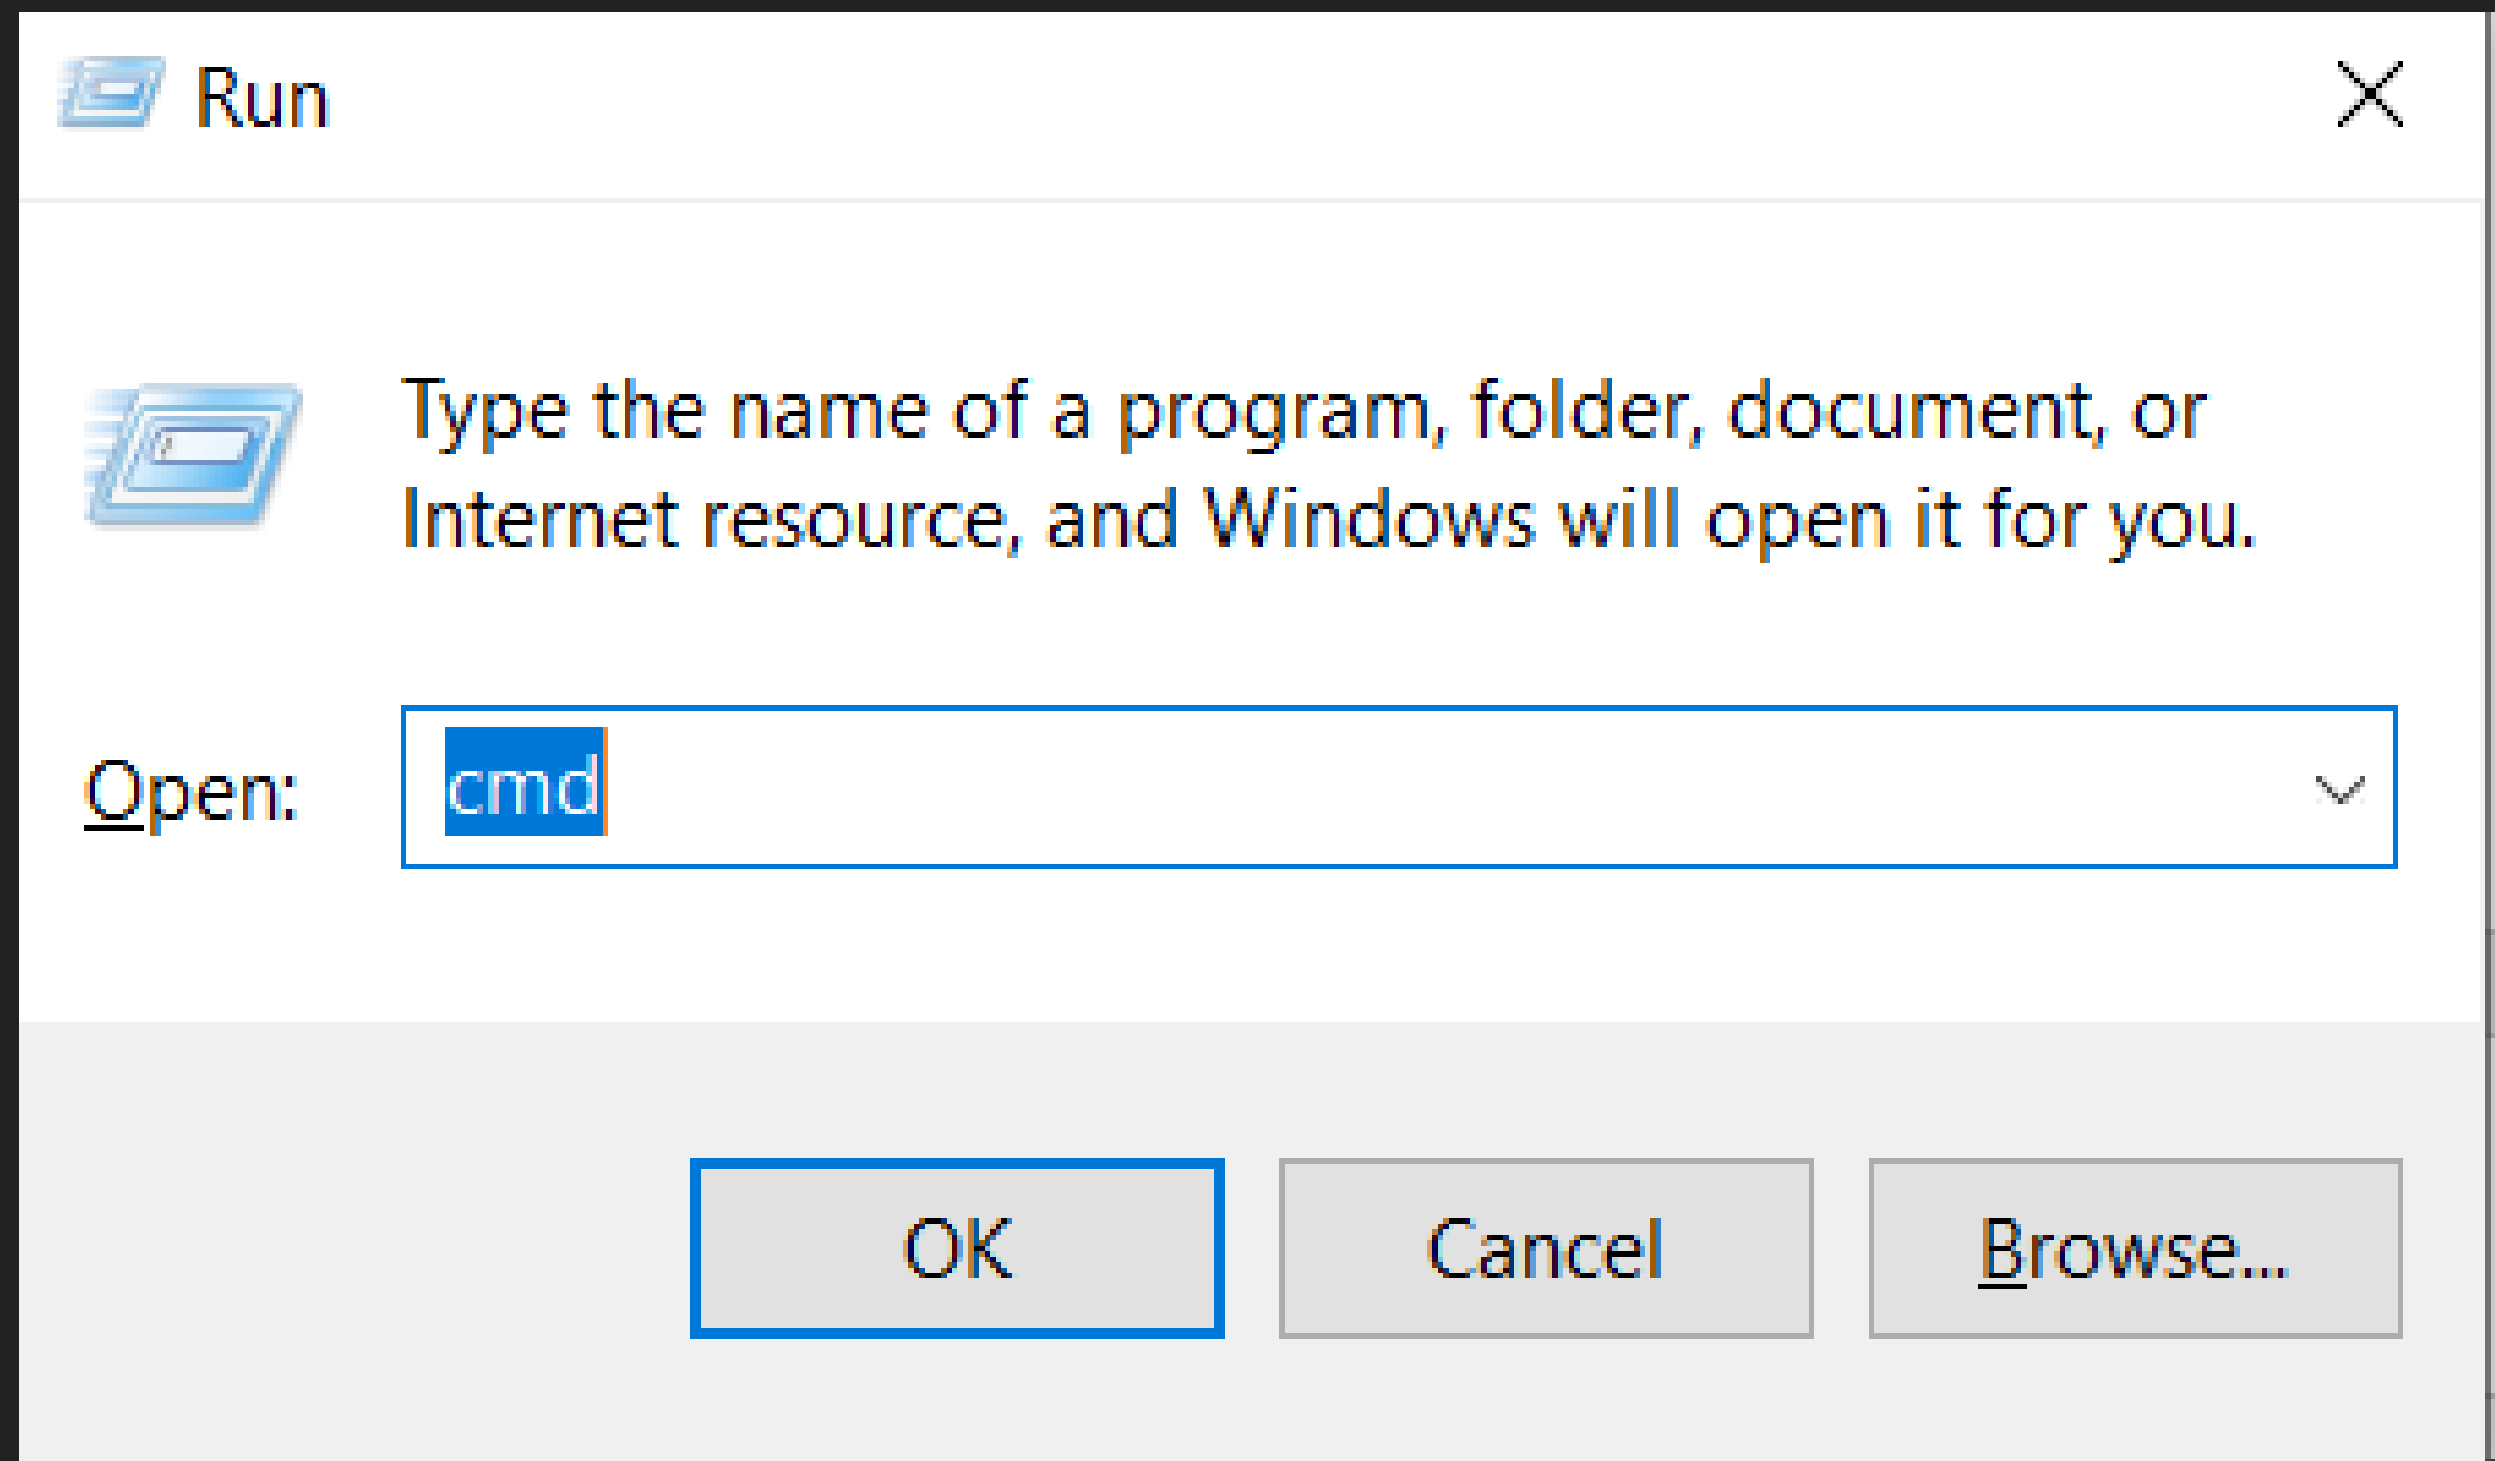 Run
Type the name of a program, folder, document, or
Internet resource, and Windows will open it for you.
Open: cmd
OK Cancel Browse...